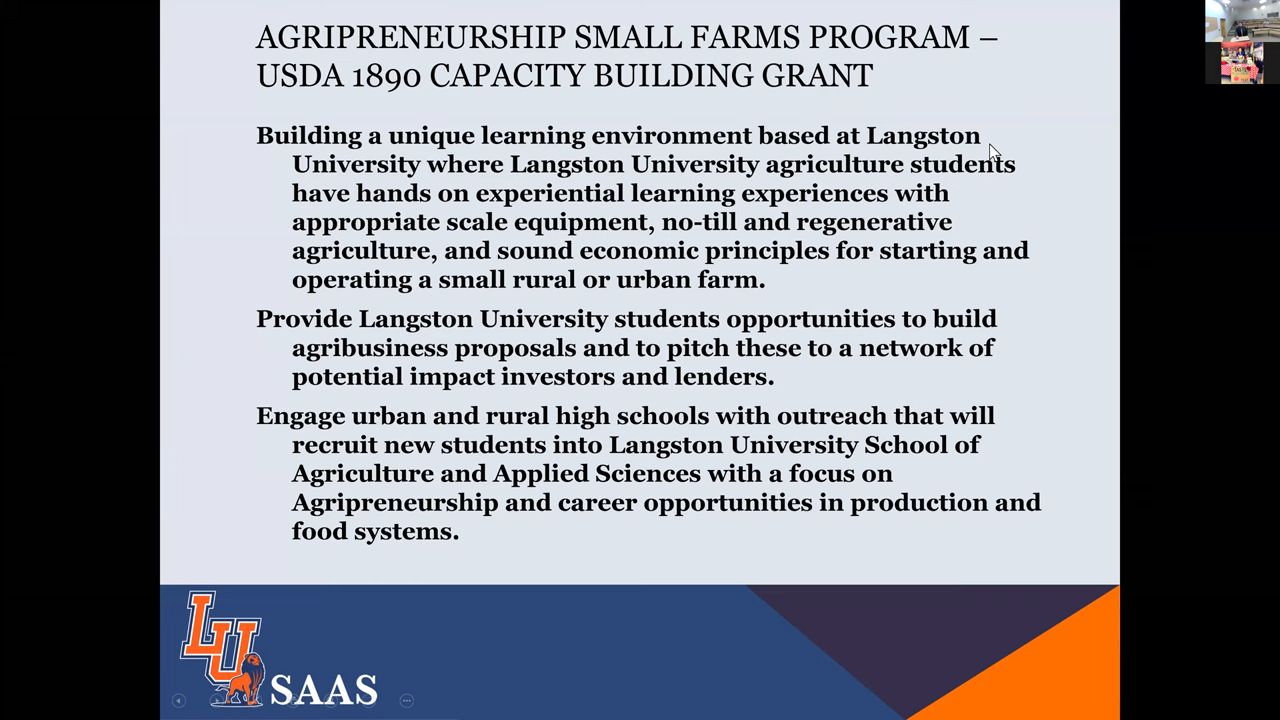 AGRIPRENEURSHIP SMALL FARMS PROGRAM –
USDA 1890 CAPACITY BUILDING GRANT
Building a unique learning environment based at Langston
University where Langston University agriculture students
have hands on experiential learning experiences with
appropriate scale equipment, no-till and regenerative
agriculture, and sound economic principles for starting and
operating a small rural or urban farm.
Provide Langston University students opportunities to build
agribusiness proposals and to pitch these to a network of
potential impact investors and lenders.
Engage urban and rural high schools with outreach that will
recruit new students into Langston University School of
Agriculture and Applied Sciences with a focus on
Agripreneurship and career opportunities in production and
food systems.
LU
SAAS